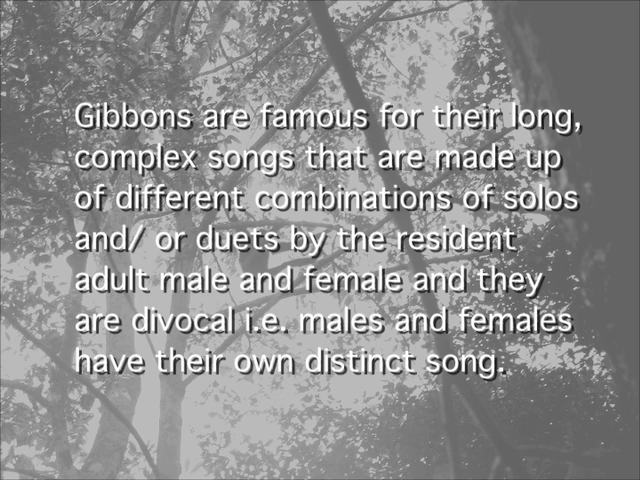 Gibbons are famous for their long,
complex songs that are made up
of different combinations of solos
and/ or duets by the resident
adult male and female and they
are divocal i.e. males and females
have their own distinct song.